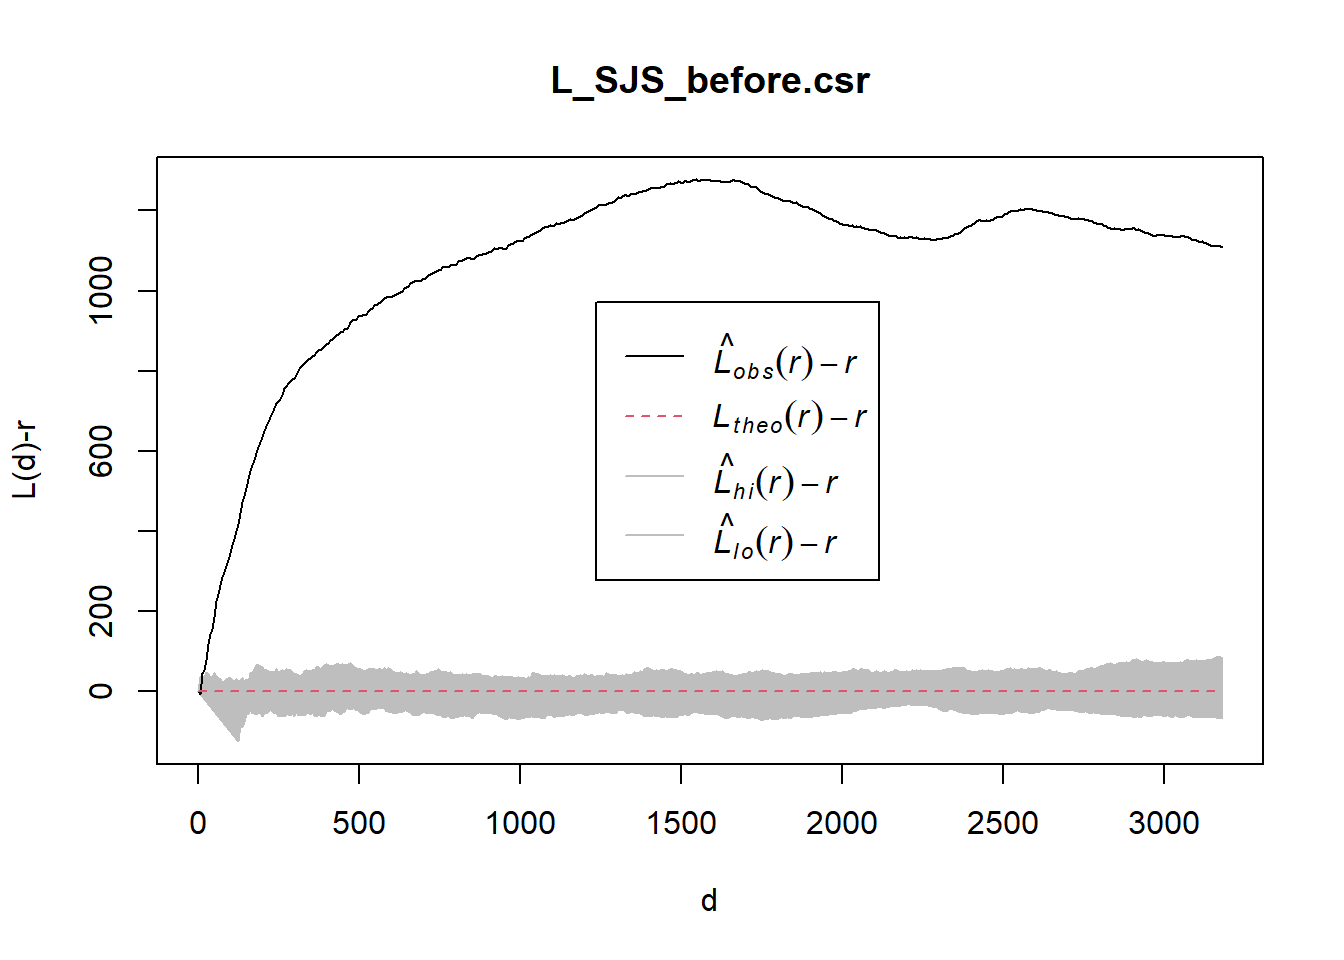 L_SJS_before.csr
L(d)-r
1000
600
200
0
L̂obs(r) − r
Ltheo(r) − r
L̂hi(r) − r
L̂lo(r) − r
0 500 1000 1500 2000 2500 3000
d